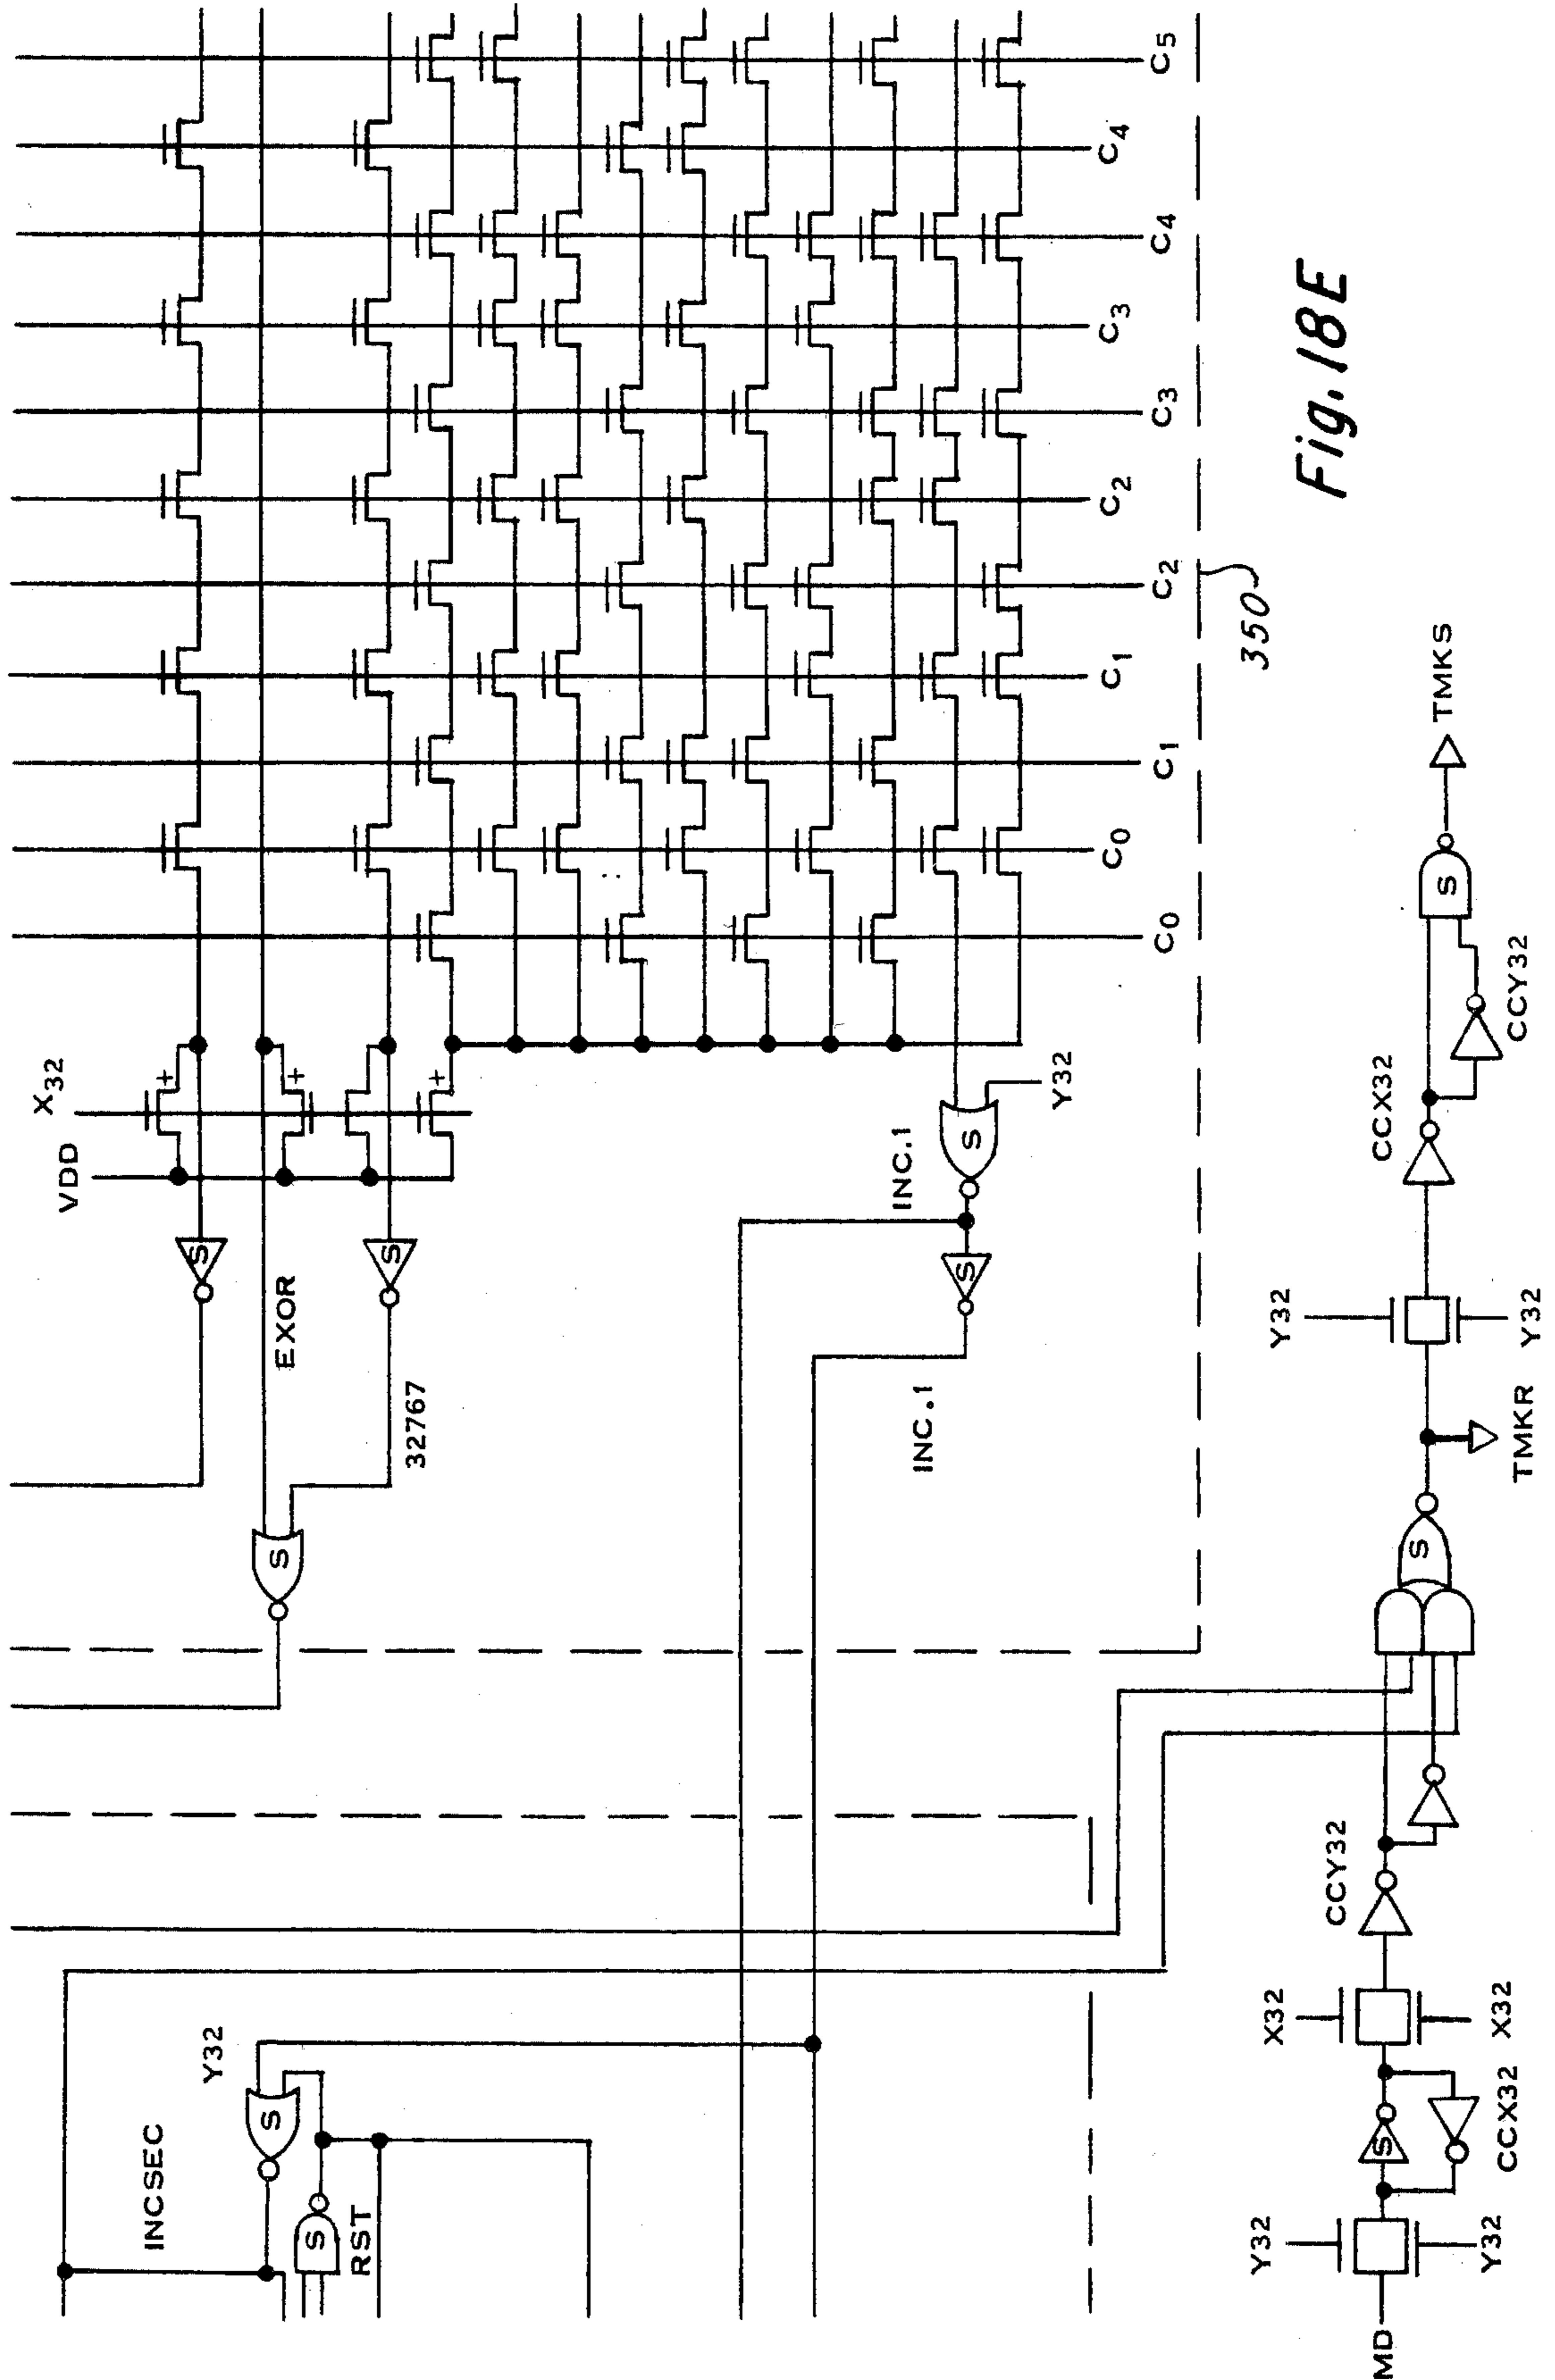 C5
C4
C4
C3
C3
C2
C2
C1
C1
C0
C0
Fig. 18E
350
X32
VDD
+
+
+
S
EXOR
S
32767
S
INC.1
S
Y32
S
INC.1
Y32
INCSEC
S
S
RST
MD
Y32
Y32
S
CCX32
X32
X32
CCY32
S
TMKR
Y32
Y32
CCX32
CCY32
S
TMKS